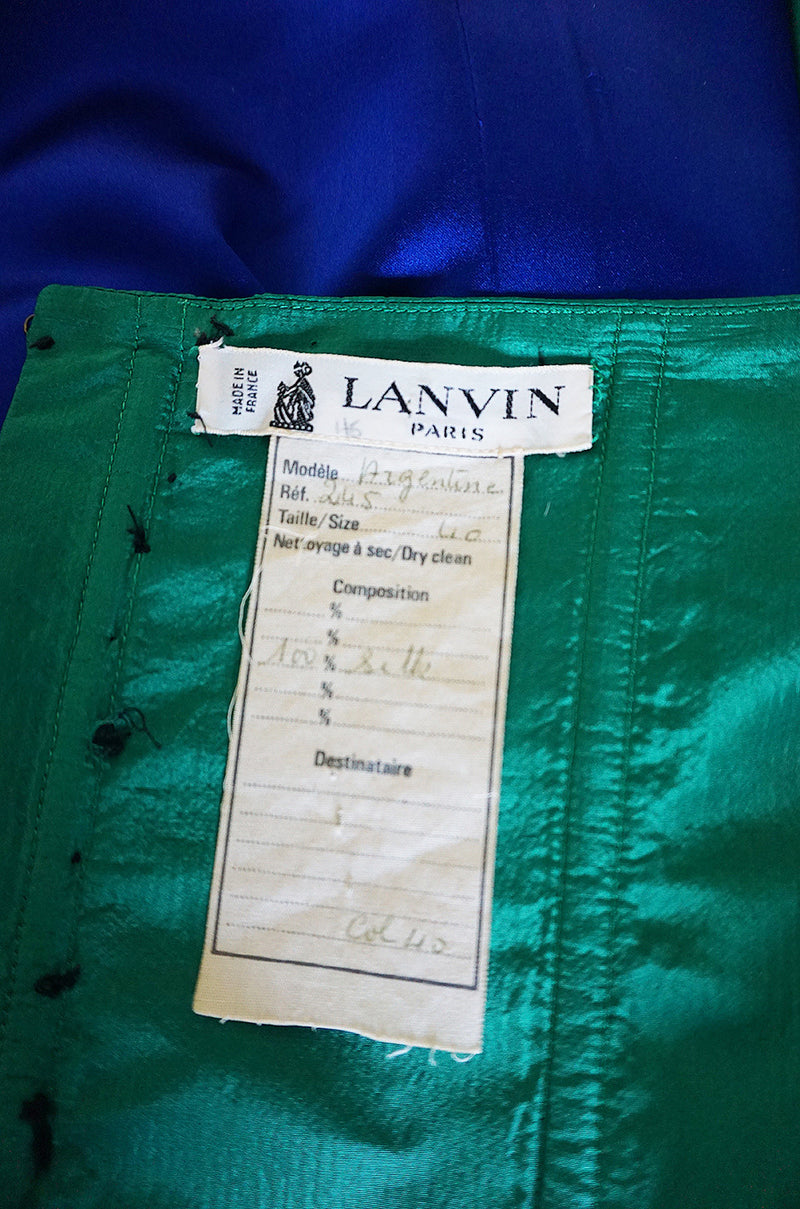 MADE IN
FRANCE
LANVIN
PARIS
Modèle Argentine
Réf. 245
Taille/Size 40
Nettoyage à sec/Dry clean
Composition
%
%
100 % Silk
%
%
Destinataire
Col 40